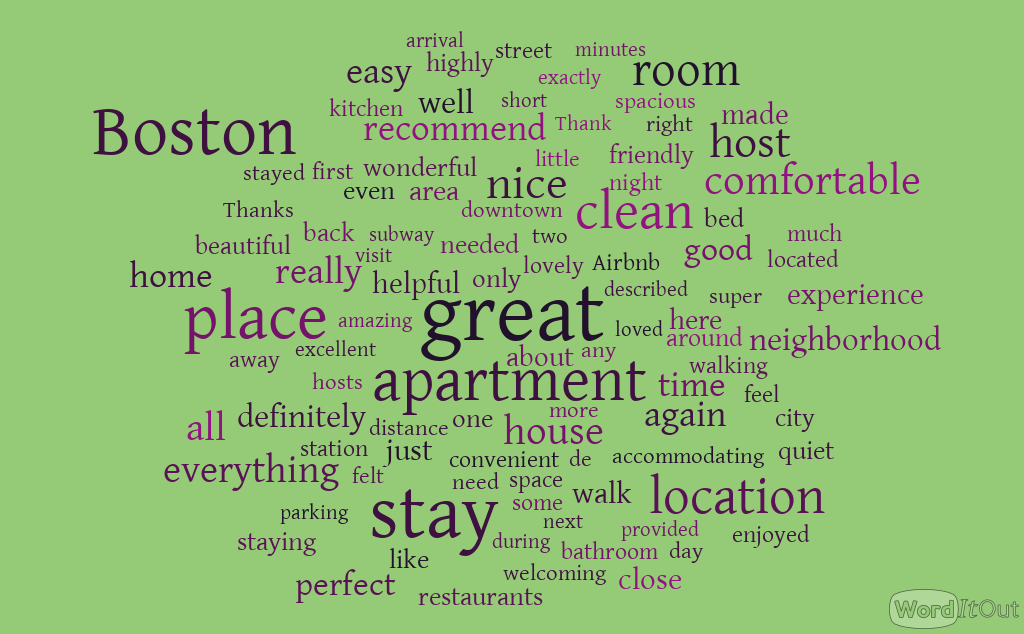 arrival
street minutes
easy highly exactly room
kitchen well short spacious made
Boston recommend Thank right host
stayed first wonderful little friendly
even area nice night comfortable
Thanks downtown clean bed
beautiful back subway needed two good much
visit lovely Airbnb located
home really helpful only described super experience
place amazing great loved here
around neighborhood
away excellent about any walking
hosts apartment time feel
all definitely distance one more house again city
station just convenient de accommodating quiet
everything felt need space some walk location
parking stay next provided enjoyed
staying during bathroom day
like welcoming close
perfect restaurants
WordItOut